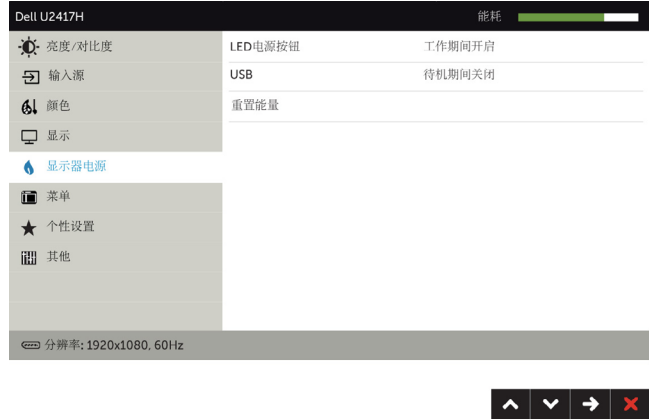 Dell U2417H 能耗
亮度/对比度 LED电源按钮 工作期间开启
输入源 USB 待机期间关闭
颜色 重置能量
显示
显示器电源
菜单
个性设置
其他
分辨率: 1920x1080, 60Hz